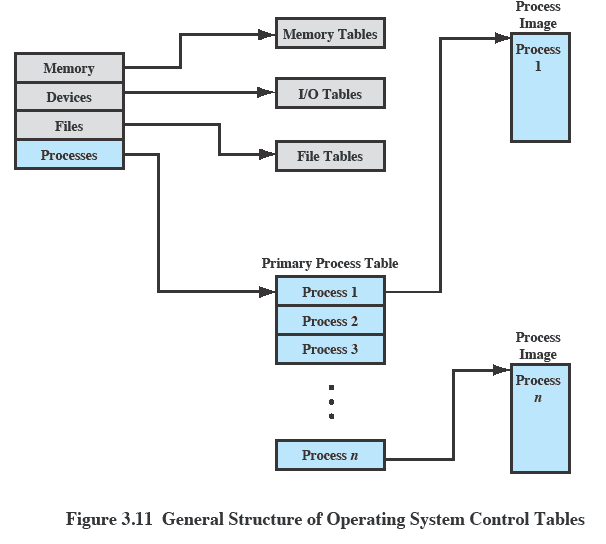 Memory
Devices
Files
Processes
Memory Tables
I/O Tables
File Tables
Primary Process Table
Process 1
Process 2
Process 3
Process n
Process
Image
Process
1
Process
Image
Process
n
Figure 3.11 General Structure of Operating System Control Tables